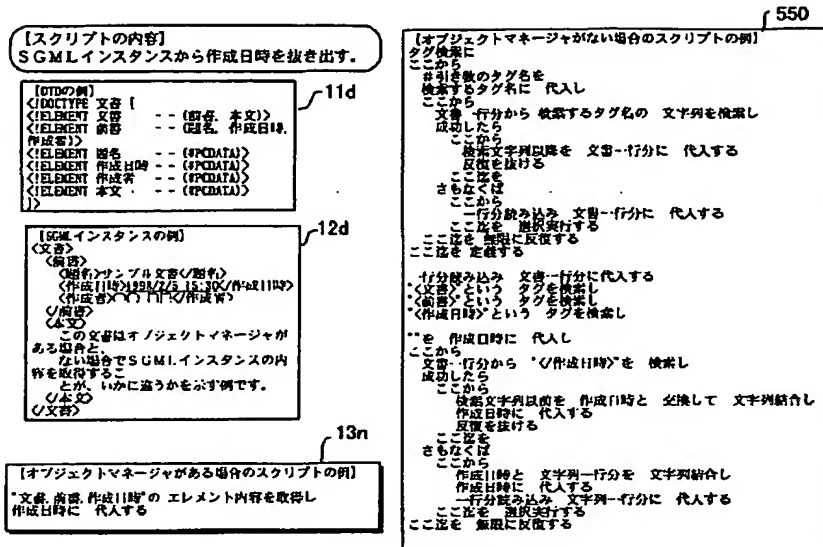 【スクリプトの内容】
SGMLインスタンスから作成日時を抜き出す。
11d
【DTDの例】
<!DOCTYPE 文書 [
<!ELEMENT 文書 -- (前書, 本文)>
<!ELEMENT 前書 -- (題名, 作成日時,
作成者)>
<!ELEMENT 題名 -- (#PCDATA)>
<!ELEMENT 作成日時 -- (#PCDATA)>
<!ELEMENT 作成者 -- (#PCDATA)>
<!ELEMENT 本文 -- (#PCDATA)>
]>
12d
【SGMLインスタンスの例】
<文書>
<前書>
<題名>サンプル文書</題名>
<作成日時>1998/2/5 15:30</作成日時>
<作成者>○○ □□</作成者>
</前書>
<本文>
この文書はオブジェクトマネージャが
ある場合と、
ない場合でSGMLインスタンスの内
容を取得するこ
とが、いかに違うかを示す例です。
</本文>
</文書>
13n
【オブジェクトマネージャがある場合のスクリプトの例】
"文書.前書.作成日時"の エレメント内容を取得し
作成日時に 代入する
550
【オブジェクトマネージャがない場合のスクリプトの例】
タグ検索に
ここから
#引き数のタグ名を
検索するタグ名に 代入し
ここから
文書一行分から 検索するタグ名の 文字列を検索し
成功したら
ここから
検索文字列以降を 文書一行分に 代入する
反復を抜ける
ここ迄を
さもなくば
ここから
一行分読み込み 文書一行分に 代入する
ここ迄を 選択実行する
ここ迄を 無限に反復する
ここ迄を 定義する
一行分読み込み 文書一行分に代入する
"<文書>"という タグを検索し
"<前書>"という タグを検索し
"<作成日時>"という タグを検索し
""を 作成日時に 代入し
ここから
文書一行分から "</作成日時>"を 検索し
成功したら
ここから
検索文字列以前を 作成日時と 交換して 文字列結合し
作成日時に 代入する
反復を抜ける
ここ迄を
さもなくば
ここから
作成日時と 文字列一行分を 文字列結合し
作成日時に 代入する
一行分読み込み 文字列一行分に 代入する
ここ迄を 選択実行する
ここ迄を 無限に反復する